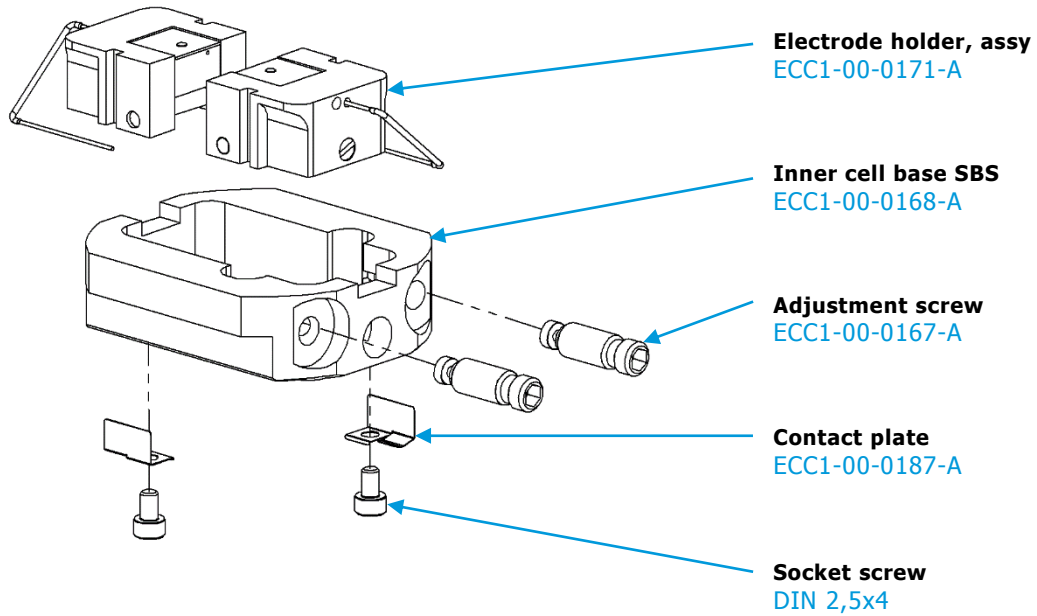 Electrode holder, assy
ECC1-00-0171-A
Inner cell base SBS
ECC1-00-0168-A
Adjustment screw
ECC1-00-0167-A
Contact plate
ECC1-00-0187-A
Socket screw
DIN 2,5x4